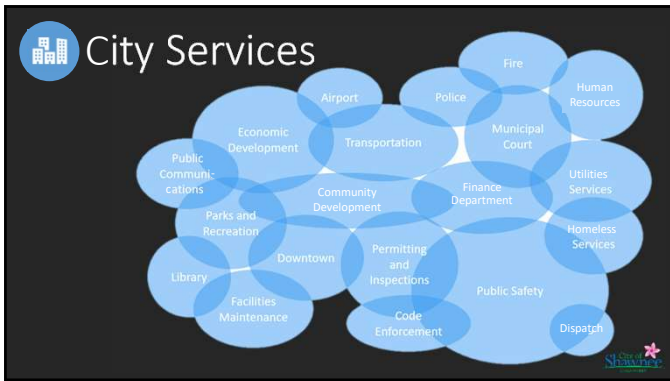 City Services
Fire
Airport
Police
Human
Resources
Economic
Development
Transportation
Municipal
Court
Public
Communi-
cations
Community
Development
Finance
Department
Utilities
Services
Parks and
Recreation
Homeless
Services
Downtown
Permitting
and
Inspections
Library
Public Safety
Facilities
Maintenance
Code
Enforcement
Dispatch
City of
Shawnee